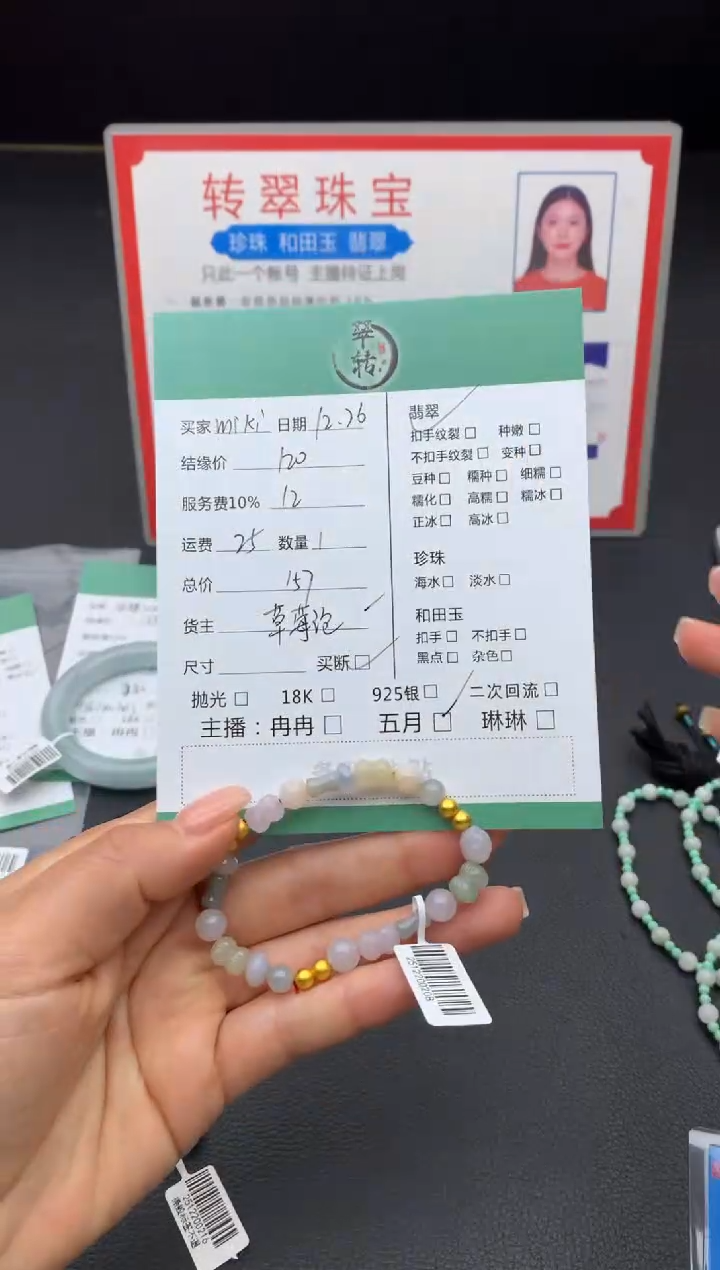 转翠珠宝
珍珠 和田玉 翡翠
只此一个账号 主播持证上岗
翠
转
买家 miki 日期 12.26
结缘价 120
服务费10% 12
运费 25 数量 1
总价 157
货主 草莓泡
尺寸 买断
翡翠
扣手纹裂 种嫩
不扣手纹裂 变种
豆种 糯种 细糯
糯化 高糯 糯冰
正冰 高冰
珍珠
海水 淡水
和田玉
扣手 不扣手
黑点 杂色
抛光 18K 925银 二次回流
主播：冉冉 五月 琳琳
2512200208
2512200216